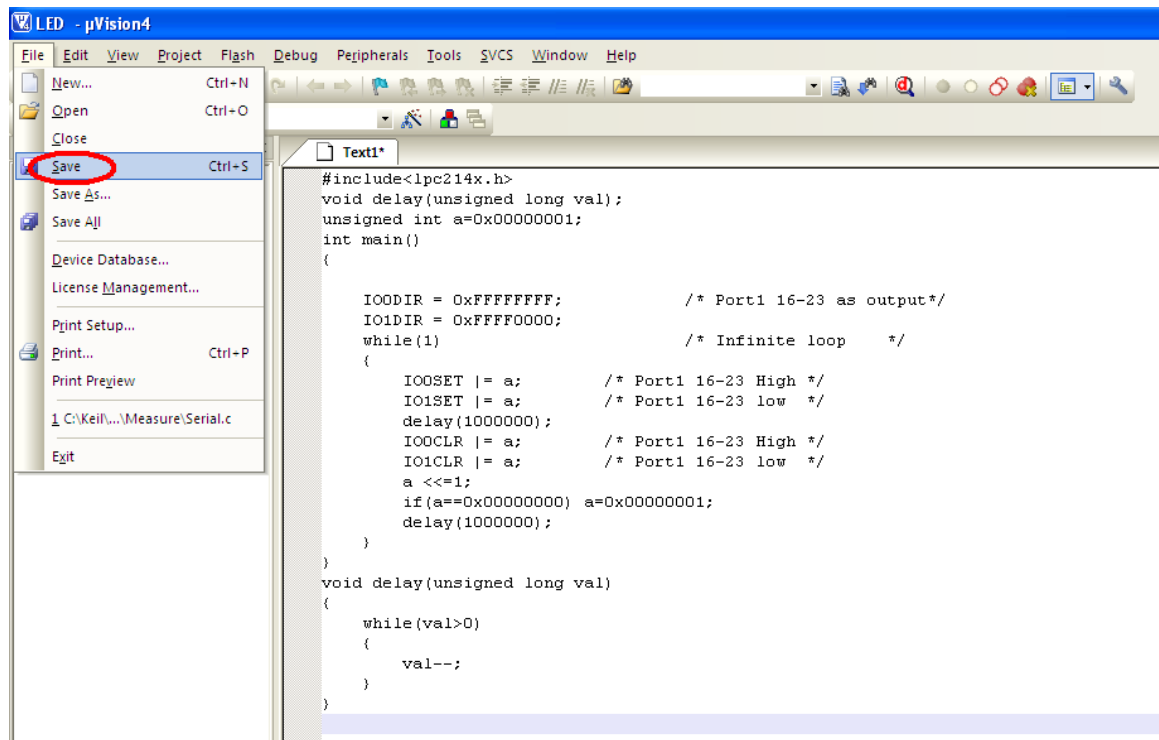 LED - µVision4
File Edit View Project Flash Debug Peripherals Tools SVCS Window Help
New... Ctrl+N
Open Ctrl+O
Close
Save Ctrl+S
Save As...
Save All
Device Database...
License Management...
Print Setup...
Print... Ctrl+P
Print Preview
1 C:\Keil\...\Measure\Serial.c
Exit
Text1*
#include<lpc214x.h>
void delay(unsigned long val);
unsigned int a=0x00000001;
int main()
{
IO0DIR = 0xFFFFFFFF; /* Port1 16-23 as output*/
IO1DIR = 0xFFFF0000;
while(1) /* Infinite loop */
{
IO0SET |= a; /* Port1 16-23 High */
IO1SET |= a; /* Port1 16-23 low */
delay(1000000);
IO0CLR |= a; /* Port1 16-23 High */
IO1CLR |= a; /* Port1 16-23 low */
a <<=1;
if(a==0x00000000) a=0x00000001;
delay(1000000);
}
}
void delay(unsigned long val)
{
while(val>0)
{
val--;
}
}